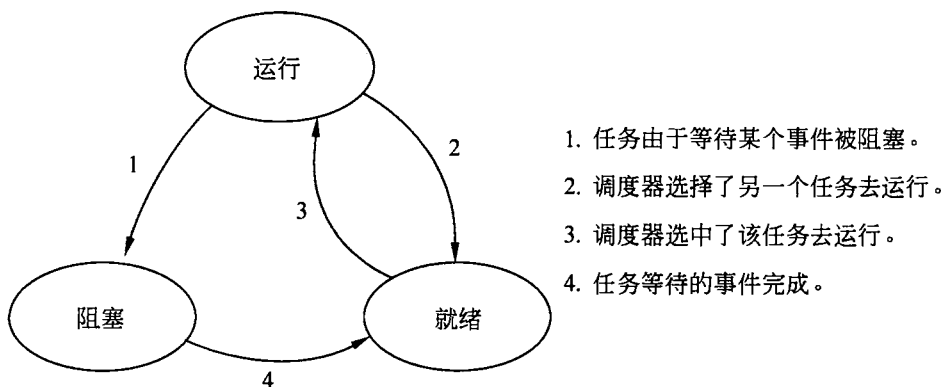 运行
1
2
3
阻塞
就绪
4
1. 任务由于等待某个事件被阻塞。
2. 调度器选择了另一个任务去运行。
3. 调度器选中了该任务去运行。
4. 任务等待的事件完成。